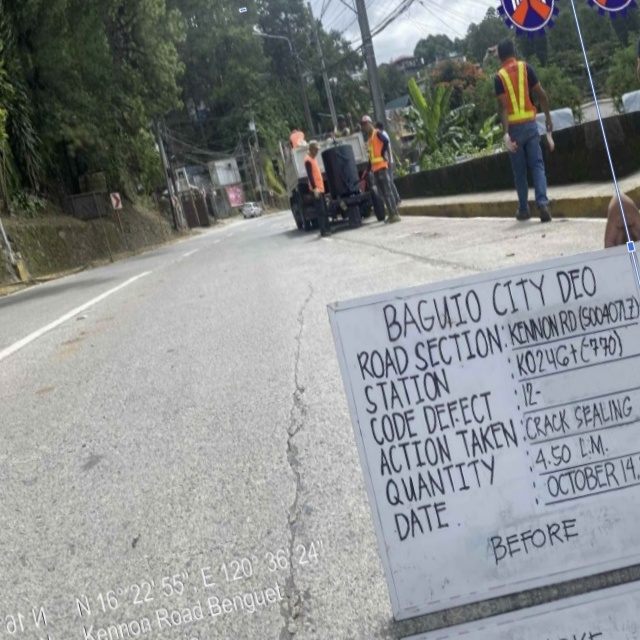 BAGUIO CITY DEO
ROAD SECTION: KENNON RD (S00407LZ)
STATION K0246+(-770)
CODE DEFECT 12-
ACTION TAKEN CRACK SEALING
QUANTITY 4.50 L.M.
DATE. OCTOBER 14
BEFORE
N 16° 22' 55" E 120° 36' 24"
Kennon Road Benguet